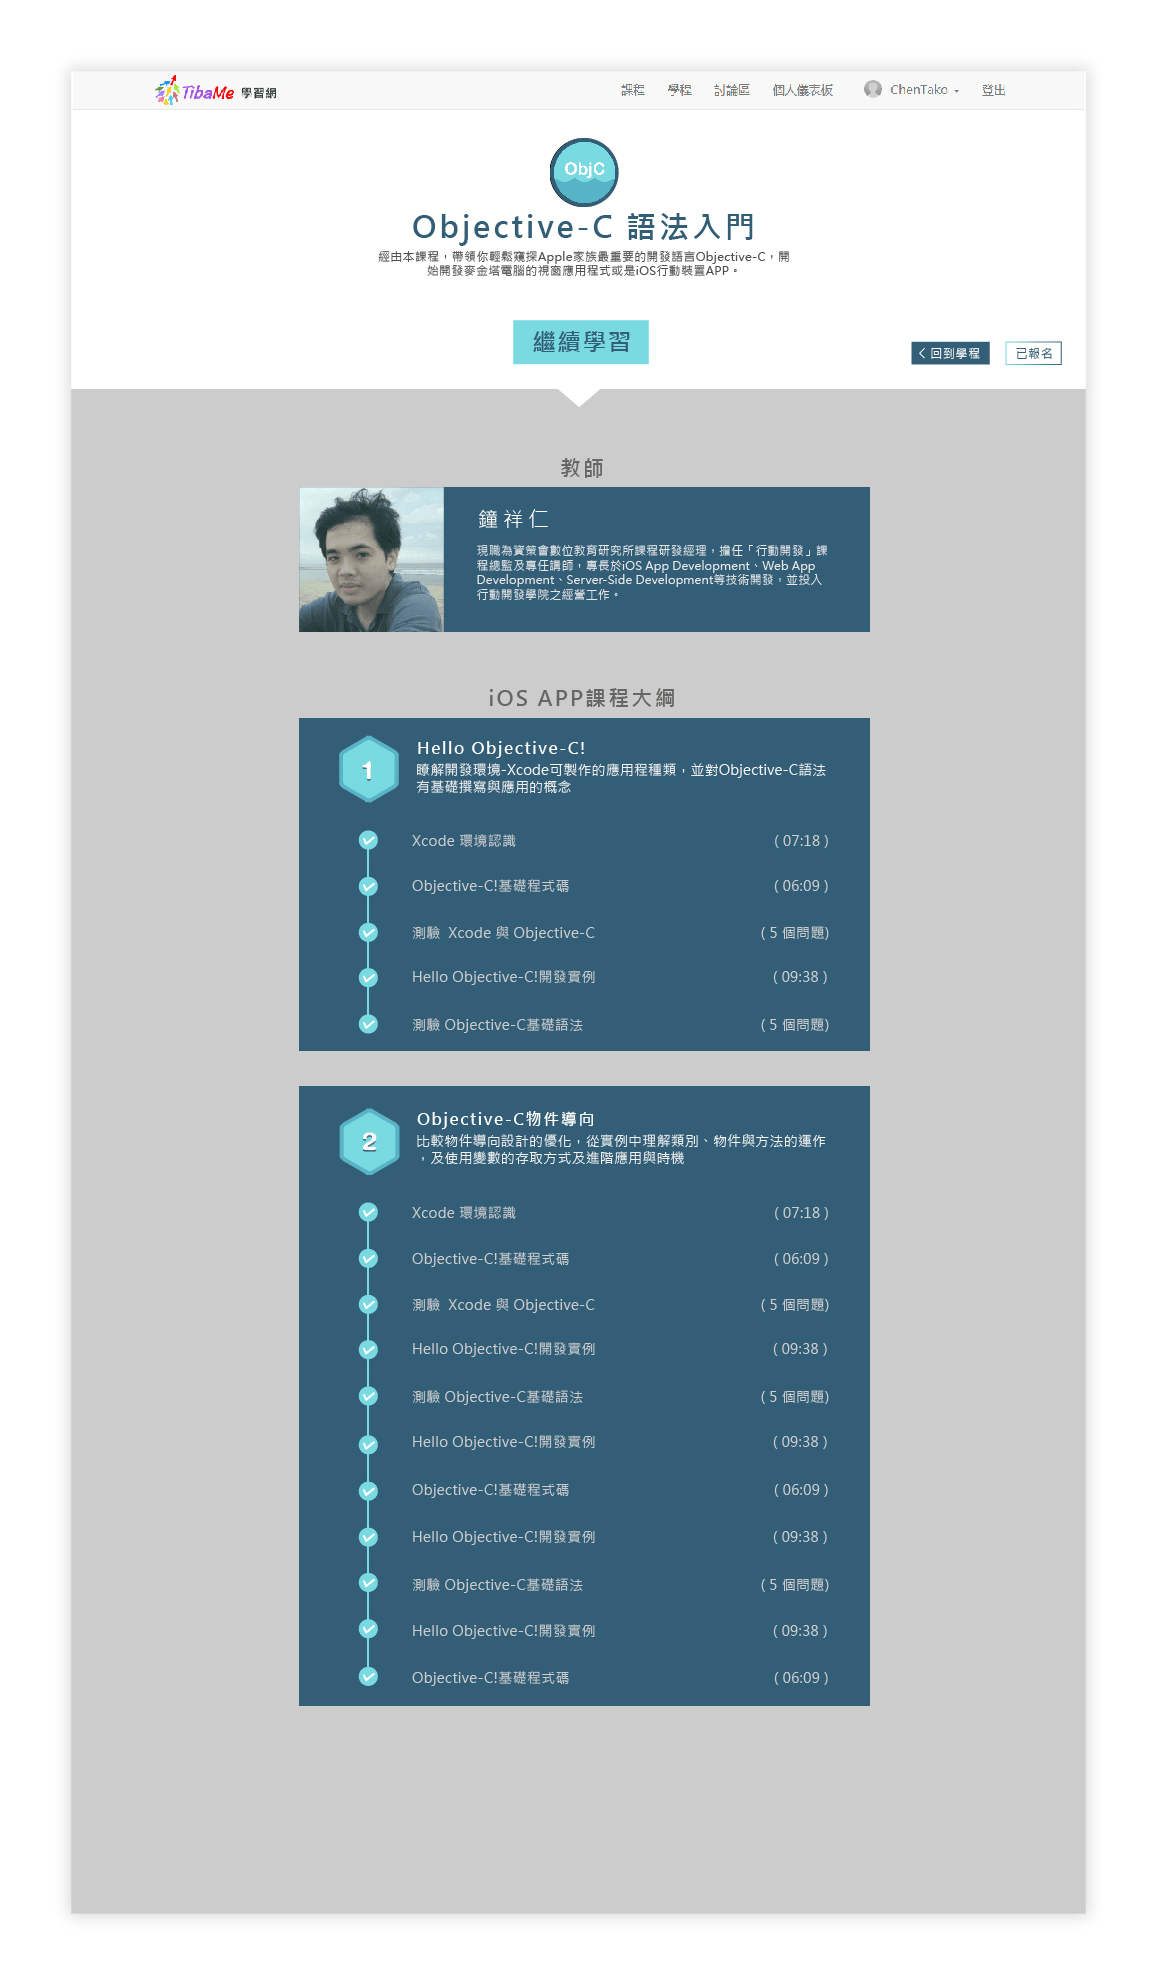 TibaMe 學習網
課程 學程 討論區 個人儀表板 ChenTako 登出
ObjC
Objective-C 語法入門
經由本課程，帶領你輕鬆窺探Apple家族最重要的開發語言Objective-C，開
始開發麥金塔電腦的視窗應用程式或是iOS行動裝置APP。
繼續學習
回到學程
已報名
教師
鐘祥仁
現職為資策會數位教育研究所課程研發經理，擔任「行動開發」課
程總監及專任講師，專長於iOS App Development、Web App
Development、Server-Side Development等技術開發，並投入
行動開發學院之經營工作。
iOS APP課程大綱
1
Hello Objective-C!
瞭解開發環境-Xcode可製作的應用程種類，並對Objective-C語法
有基礎撰寫與應用的概念
Xcode 環境認識 ( 07:18 )
Objective-C!基礎程式碼 ( 06:09 )
測驗 Xcode 與 Objective-C ( 5 個問題)
Hello Objective-C!開發實例 ( 09:38 )
測驗 Objective-C基礎語法 ( 5 個問題)
2
Objective-C物件導向
比較物件導向設計的優化，從實例中理解類別、物件與方法的運作
，及使用變數的存取方式及進階應用與時機
Xcode 環境認識 ( 07:18 )
Objective-C!基礎程式碼 ( 06:09 )
測驗 Xcode 與 Objective-C ( 5 個問題)
Hello Objective-C!開發實例 ( 09:38 )
測驗 Objective-C基礎語法 ( 5 個問題)
Hello Objective-C!開發實例 ( 09:38 )
Objective-C!基礎程式碼 ( 06:09 )
Hello Objective-C!開發實例 ( 09:38 )
測驗 Objective-C基礎語法 ( 5 個問題)
Hello Objective-C!開發實例 ( 09:38 )
Objective-C!基礎程式碼 ( 06:09 )